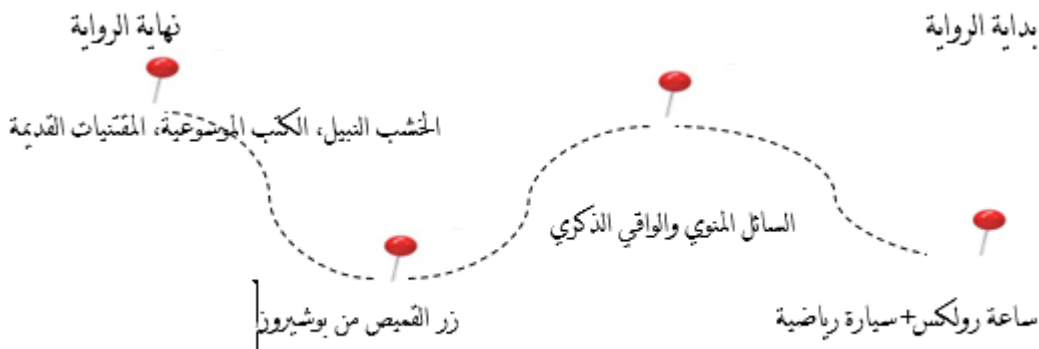 بداية الرواية
نهاية الرواية
الخشب النبيل، الكتب الموسوعية، المقتنيات القديمة
السائل المنوي والواقي الذكري
ساعة رولكس+سيارة رياضية
زر القميص من بوشيرون